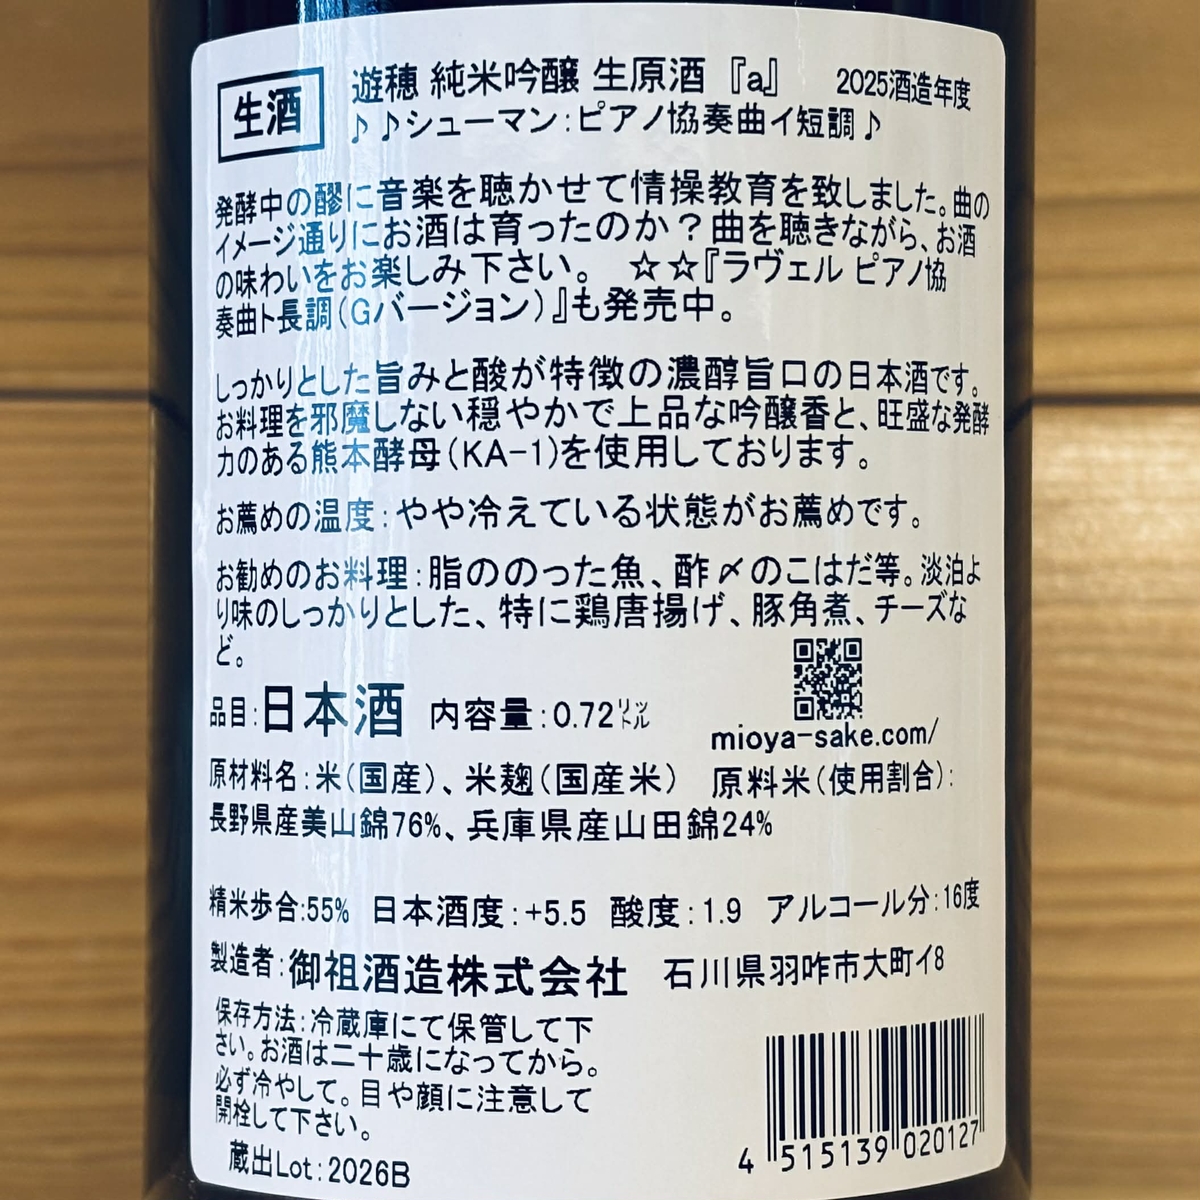 生酒
遊穂 純米吟醸 生原酒 『a』 2025酒造年度
♪♪シューマン:ピアノ協奏曲イ短調♪
発酵中の醪に音楽を聴かせて情操教育を致しました。曲の
イメージ通りにお酒は育ったのか?曲を聴きながら、お酒
の味わいをお楽しみ下さい。 ☆☆『ラヴェル ピアノ協
奏曲ト長調(Gバージョン)』も発売中。
しっかりとした旨みと酸が特徴の濃醇旨口の日本酒です。
お料理を邪魔しない穏やかで上品な吟醸香と、旺盛な発酵
力のある熊本酵母(KA-1)を使用しております。
お薦めの温度:やや冷えている状態がお薦めです。
お勧めのお料理:脂ののった魚、酢〆のこはだ等。淡泊よ
り味のしっかりとした、特に鶏唐揚げ、豚角煮、チーズな
ど。
品目:日本酒 内容量:0.72リットル
mioya-sake.com/
原材料名:米(国産)、米麹(国産米) 原料米(使用割合):
長野県産美山錦76%、兵庫県産山田錦24%
精米歩合:55% 日本酒度:+5.5 酸度:1.9 アルコール分:16度
製造者:御祖酒造株式会社 石川県羽咋市大町イ8
保存方法:冷蔵庫にて保管して下
さい。お酒は二十歳になってから。
必ず冷やして。目や顔に注意して
開栓して下さい。
蔵出Lot:2026B
4 515139 020127